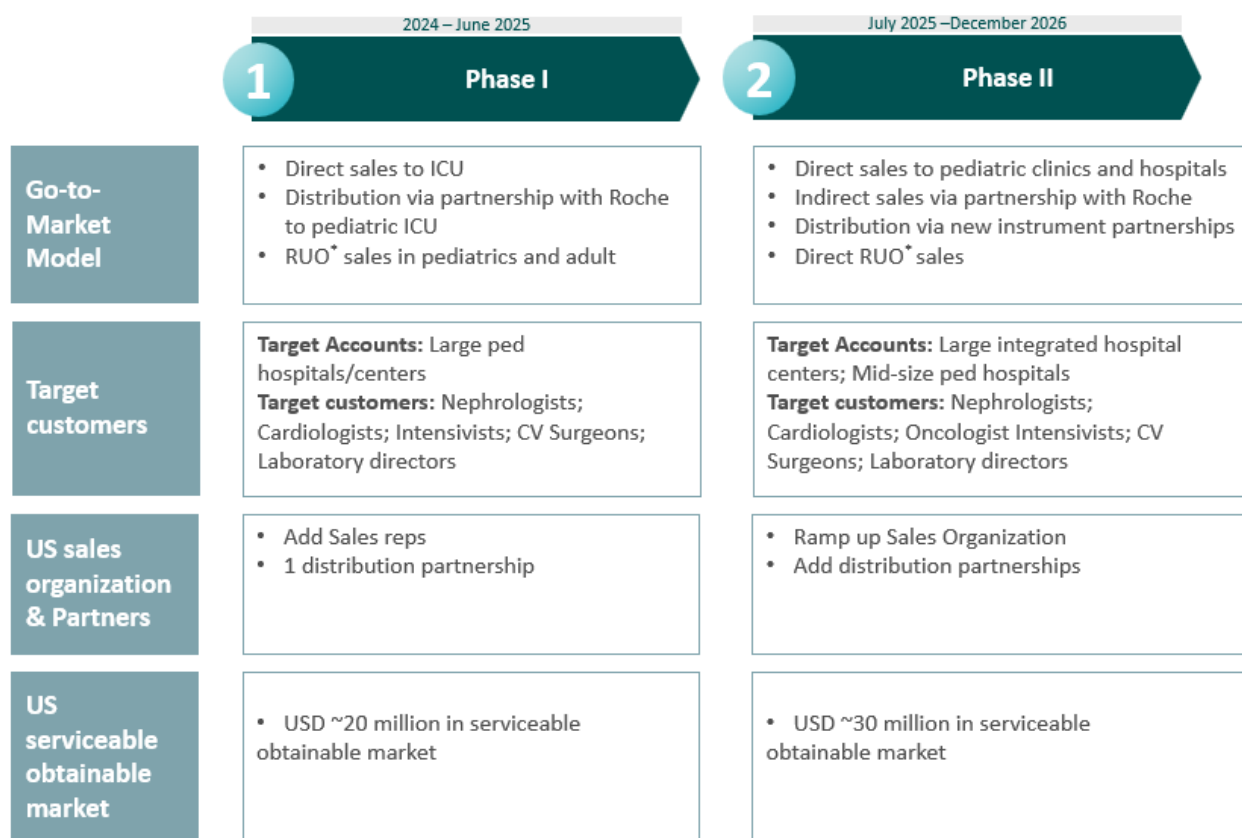 2024 – June 2025
July 2025 –December 2026
1
Phase I
2
Phase II
Go-to-
Market
Model
• Direct sales to ICU
• Distribution via partnership with Roche
to pediatric ICU
• RUO* sales in pediatrics and adult
• Direct sales to pediatric clinics and hospitals
• Indirect sales via partnership with Roche
• Distribution via new instrument partnerships
• Direct RUO* sales
Target
customers
Target Accounts: Large ped
hospitals/centers
Target customers: Nephrologists;
Cardiologists; Intensivists; CV Surgeons;
Laboratory directors
Target Accounts: Large integrated hospital
centers; Mid-size ped hospitals
Target customers: Nephrologists;
Cardiologists; Oncologist Intensivists; CV
Surgeons; Laboratory directors
US sales
organization
& Partners
• Add Sales reps
• 1 distribution partnership
• Ramp up Sales Organization
• Add distribution partnerships
US
serviceable
obtainable
market
• USD ~20 million in serviceable
obtainable market
• USD ~30 million in serviceable
obtainable market